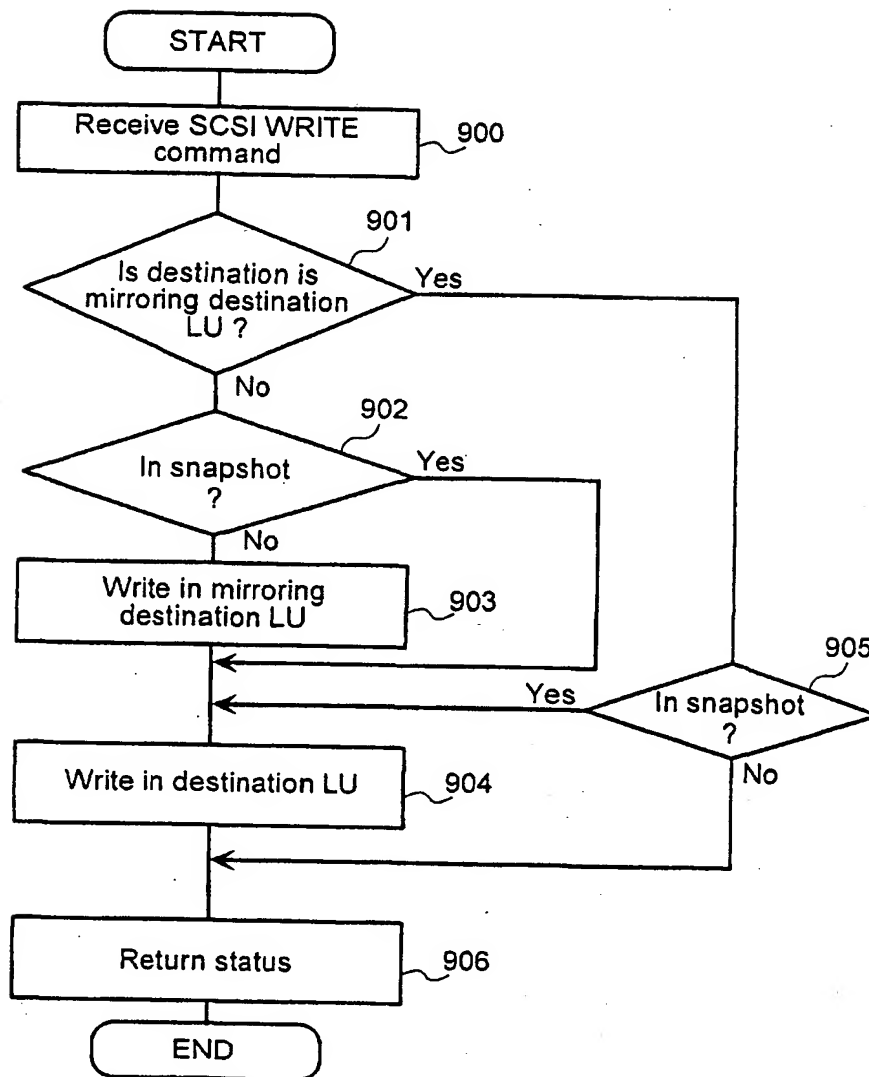 START
Receive SCSI WRITE
command
900
901
Is destination is
mirroring destination
LU ?
Yes
No
902
In snapshot
?
Yes
No
Write in mirroring
destination LU
903
905
Yes
In snapshot
?
No
Write in destination LU
904
Return status
906
END